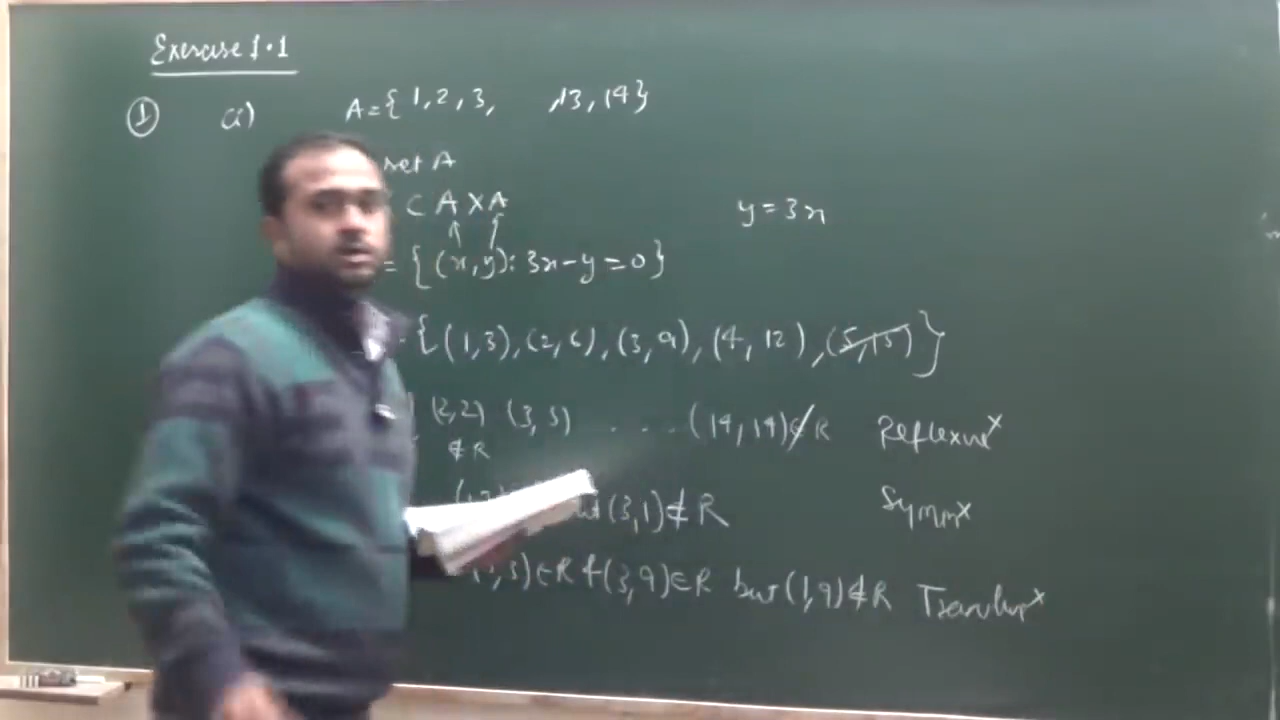 Exercise 1.1
① a) A={1,2,3, ,13,14}
set A
⊂ A×A
y=3x
= {(x,y): 3x-y=0}
{(1,3),(2,6),(3,9),(4,12),(5,15)}
(2,2) (3,3) . . . . (14,14)∉R Reflexive×
∉R
(3,1)∉R Symm×
,3)∈R f(3,9)∈R but(1,9)∉R